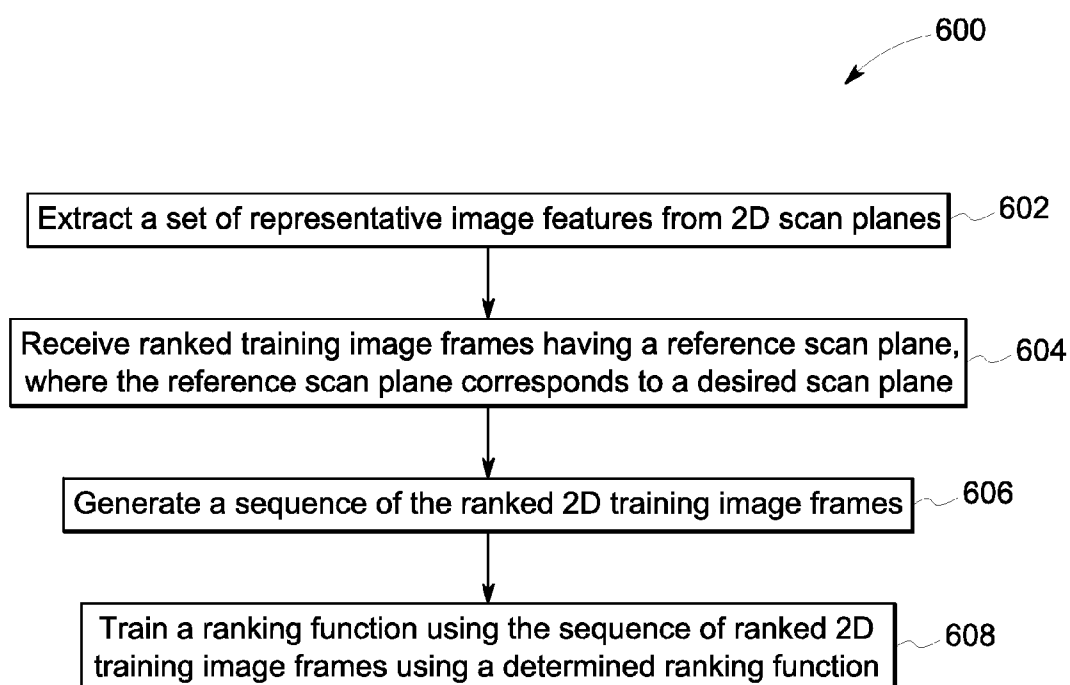 600
Extract a set of representative image features from 2D scan planes
602
Receive ranked training image frames having a reference scan plane,
where the reference scan plane corresponds to a desired scan plane
604
Generate a sequence of the ranked 2D training image frames
606
Train a ranking function using the sequence of ranked 2D
training image frames using a determined ranking function
608